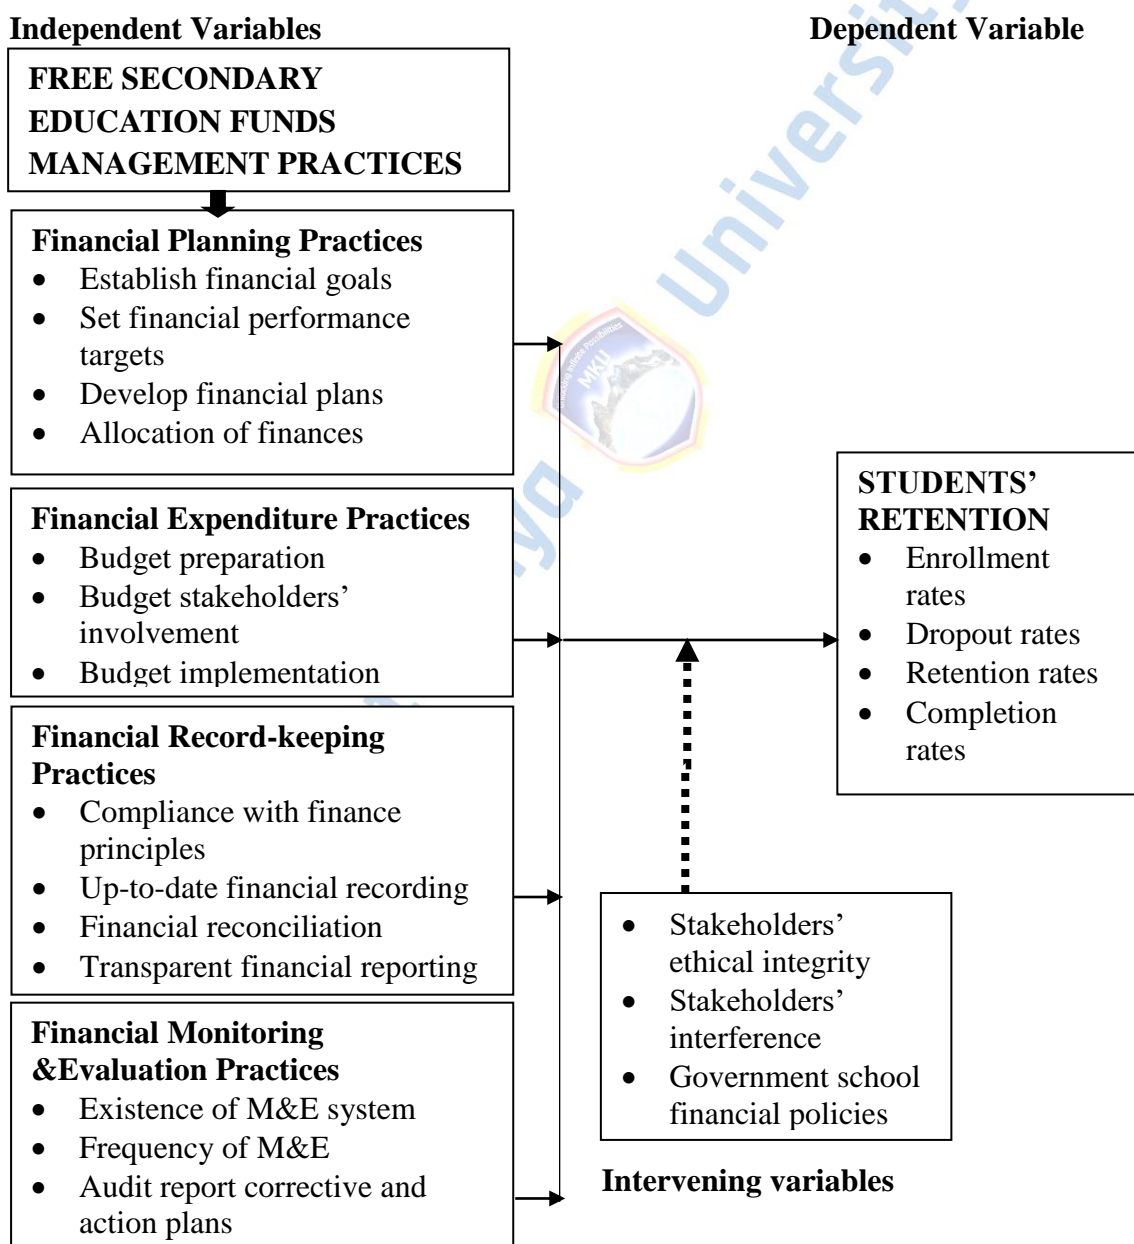 Independent Variables
Dependent Variable
FREE SECONDARY
EDUCATION FUNDS
MANAGEMENT PRACTICES
Financial Planning Practices
• Establish financial goals
• Set financial performance
targets
• Develop financial plans
• Allocation of finances
Financial Expenditure Practices
• Budget preparation
• Budget stakeholders’
involvement
• Budget implementation
Financial Record-keeping
Practices
• Compliance with finance
principles
• Up-to-date financial recording
• Financial reconciliation
• Transparent financial reporting
Financial Monitoring
&Evaluation Practices
• Existence of M&E system
• Frequency of M&E
• Audit report corrective and
action plans
STUDENTS’
RETENTION
• Enrollment
rates
• Dropout rates
• Retention rates
• Completion
rates
• Stakeholders’
ethical integrity
• Stakeholders’
interference
• Government school
financial policies
Intervening variables
University
MKU
Infinite Possibilities